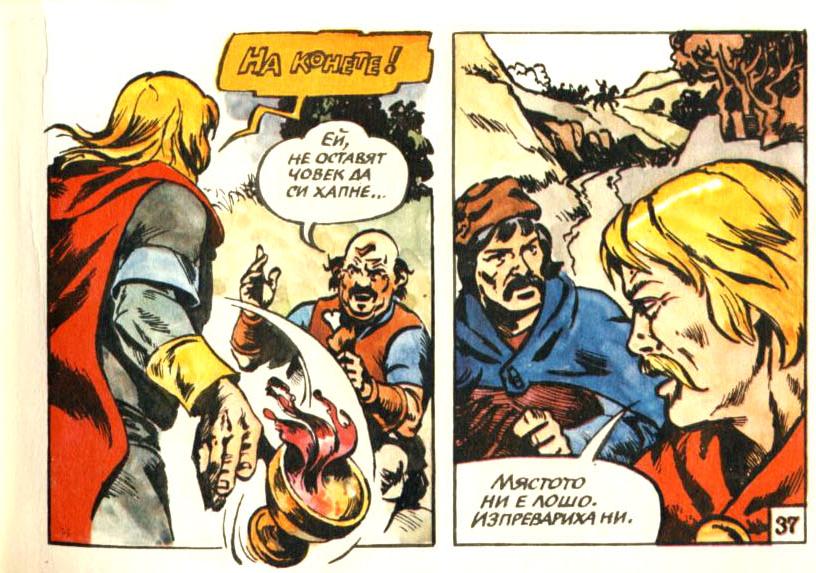 НА КОНЕТЕ!
ЕЙ,
НЕ ОСТАВЯТ
ЧОВЕК ДА
СИ ХАПНЕ...
МЯСТОТО
НИ Е ЛОШО.
ИЗПРЕВАРИХА НИ.
37